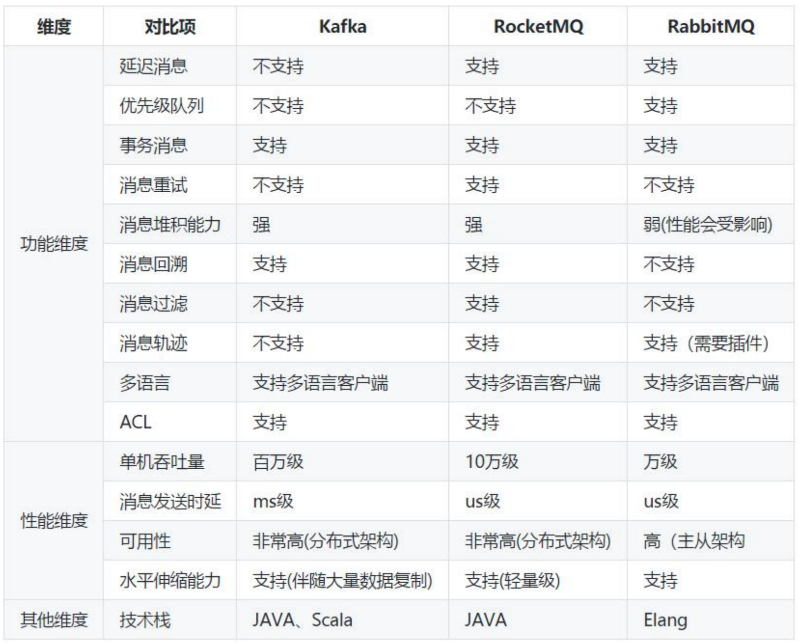 维度 对比项 Kafka RocketMQ RabbitMQ
延迟消息 不支持 支持 支持
优先级队列 不支持 不支持 支持
事务消息 支持 支持 支持
消息重试 不支持 支持 不支持
消息堆积能力 强 强 弱(性能会受影响)
功能维度
消息回溯 支持 支持 不支持
消息过滤 不支持 支持 不支持
消息轨迹 不支持 支持 支持（需要插件）
多语言 支持多语言客户端 支持多语言客户端 支持多语言客户端
ACL 支持 支持 支持
单机吞吐量 百万级 10万级 万级
消息发送时延 ms级 us级 us级
性能维度
可用性 非常高(分布式架构) 非常高(分布式架构) 高（主从架构
水平伸缩能力 支持(伴随大量数据复制) 支持(轻量级) 支持
其他维度 技术栈 JAVA、Scala JAVA Elang